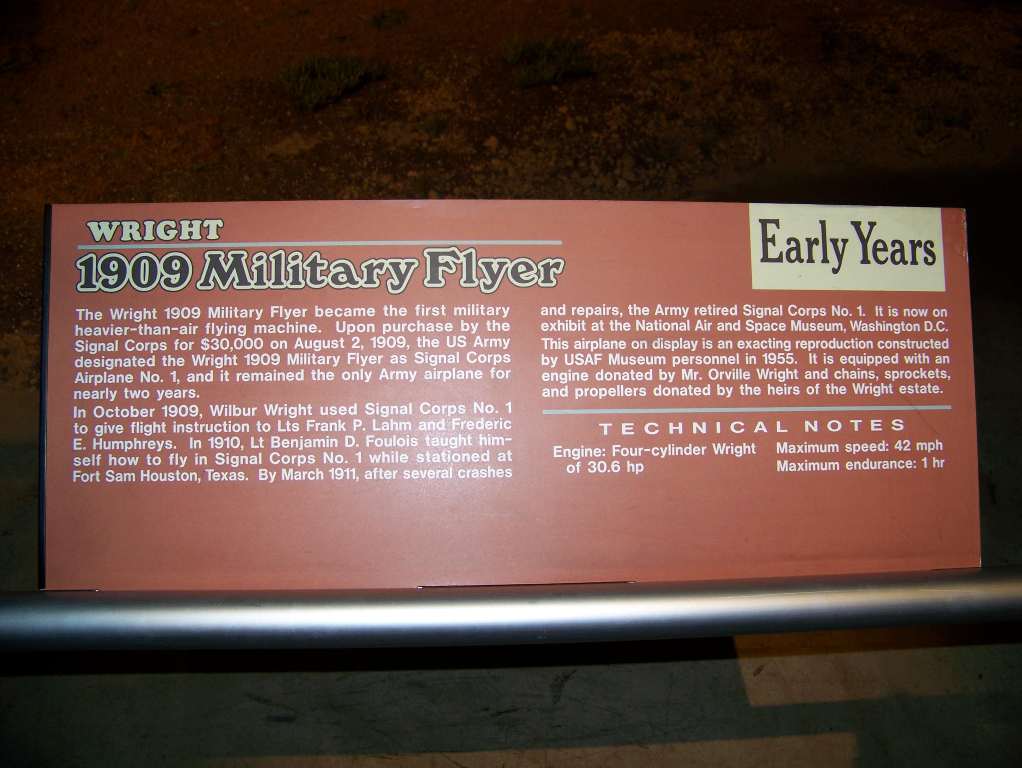 WRIGHT
1909 Military Flyer
Early Years
The Wright 1909 Military Flyer became the first military
heavier-than-air flying machine. Upon purchase by the
Signal Corps for $30,000 on August 2, 1909, the US Army
designated the Wright 1909 Military Flyer as Signal Corps
Airplane No. 1, and it remained the only Army airplane for
nearly two years.
In October 1909, Wilbur Wright used Signal Corps No. 1
to give flight instruction to Lts Frank P. Lahm and Frederic
E. Humphreys. In 1910, Lt Benjamin D. Foulois taught him-
self how to fly in Signal Corps No. 1 while stationed at
Fort Sam Houston, Texas. By March 1911, after several crashes
and repairs, the Army retired Signal Corps No. 1. It is now on
exhibit at the National Air and Space Museum, Washington D.C.
This airplane on display is an exacting reproduction constructed
by USAF Museum personnel in 1955. It is equipped with an
engine donated by Mr. Orville Wright and chains, sprockets,
and propellers donated by the heirs of the Wright estate.
TECHNICAL NOTES
Engine: Four-cylinder Wright
of 30.6 hp
Maximum speed: 42 mph
Maximum endurance: 1 hr